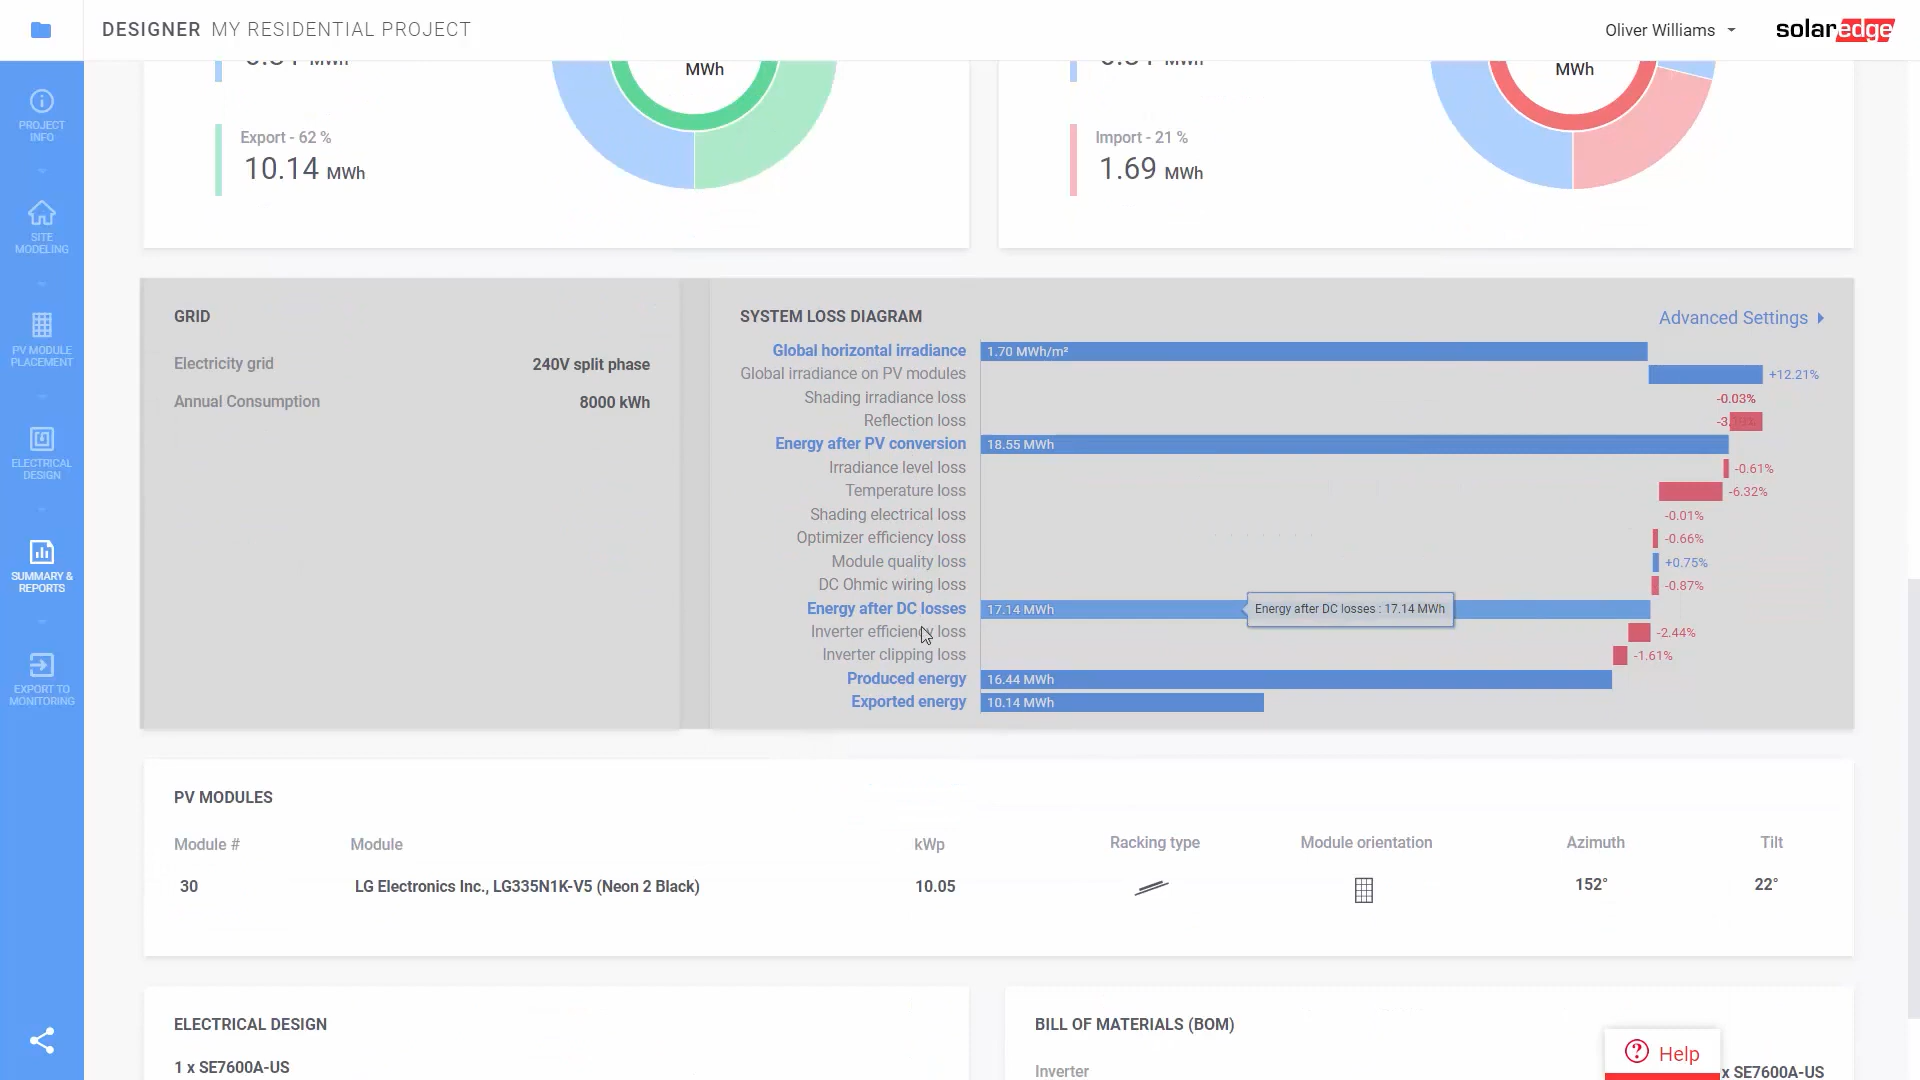 DESIGNER MY RESIDENTIAL PROJECT
Oliver Williams
solaredge
PROJECT
INFO
SITE
MODELING
PV MODULE
PLACEMENT
ELECTRICAL
DESIGN
SUMMARY &
REPORTS
EXPORT TO
MONITORING
MWh
MWh
Export - 62 %
10.14 MWh
MWh
MWh
Import - 21 %
1.69 MWh
GRID
Electricity grid 240V split phase
Annual Consumption 8000 kWh
SYSTEM LOSS DIAGRAM
Advanced Settings
Global horizontal irradiance 1.70 MWh/m²
Global irradiance on PV modules +12.21%
Shading irradiance loss -0.03%
Reflection loss
Energy after PV conversion 18.55 MWh
Irradiance level loss -0.61%
Temperature loss -6.32%
Shading electrical loss -0.01%
Optimizer efficiency loss -0.66%
Module quality loss +0.75%
DC Ohmic wiring loss -0.87%
Energy after DC losses 17.14 MWh Energy after DC losses : 17.14 MWh
Inverter efficiency loss -2.44%
Inverter clipping loss -1.61%
Produced energy 16.44 MWh
Exported energy 10.14 MWh
PV MODULES
Module # Module kWp Racking type Module orientation Azimuth Tilt
30 LG Electronics Inc., LG335N1K-V5 (Neon 2 Black) 10.05 152° 22°
ELECTRICAL DESIGN
1 x SE7600A-US
BILL OF MATERIALS (BOM)
Inverter x SE7600A-US
Help